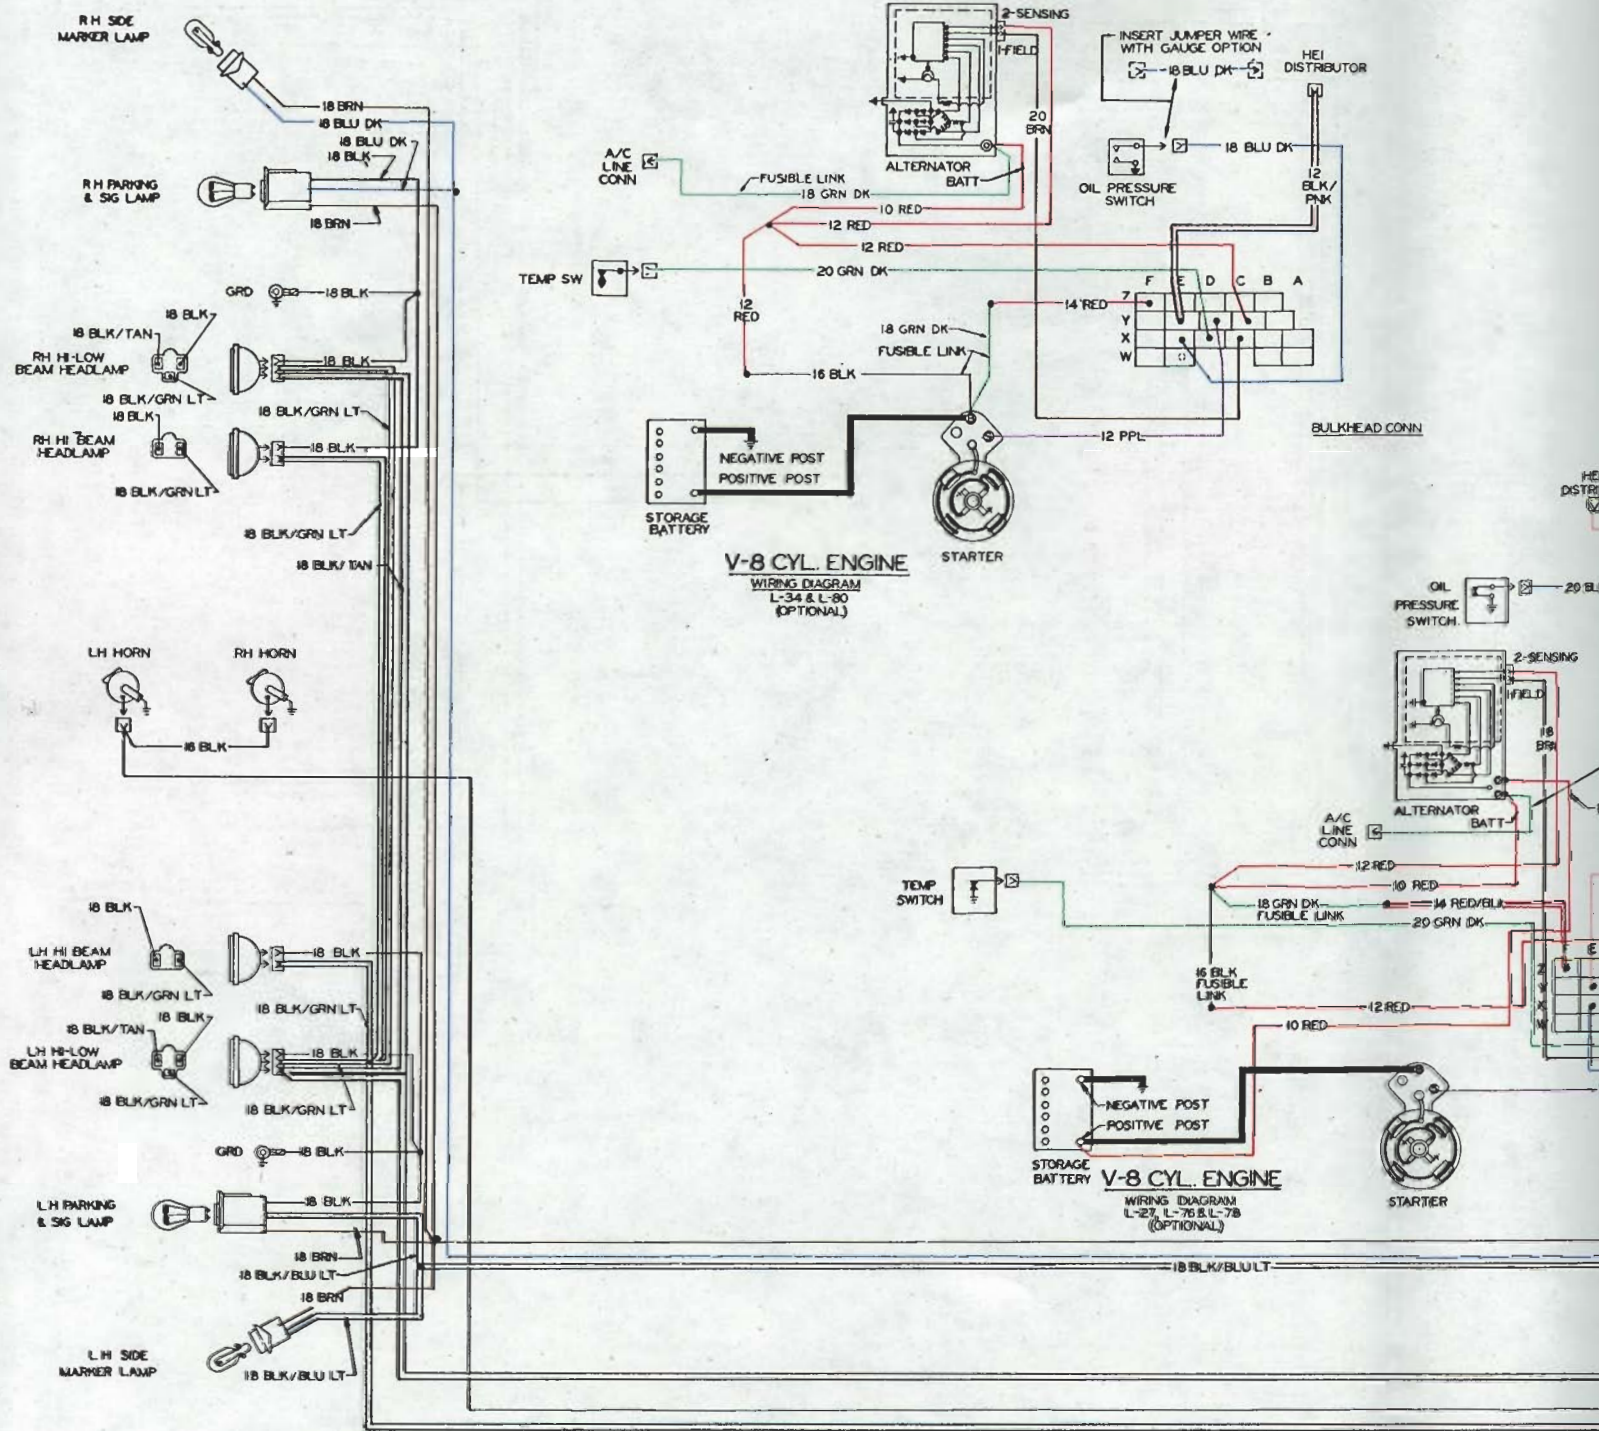 RH SIDE
MARKER LAMP
18 BRN
18 BLU DK
18 BLU DK
18 BLK
RH PARKING
& SIG LAMP
18 BRN
GRD
18 BLK
18 BLK
18 BLK/TAN
RH HI-LOW
BEAM HEADLAMP
18 BLK
18 BLK/GRN LT
18 BLK
18 BLK/GRN LT
RH HI BEAM
HEADLAMP
18 BLK
18 BLK/GRN LT
18 BLK/GRN LT
18 BLK/TAN
LH HORN
RH HORN
18 BLK
18 BLK
LH HI BEAM
HEADLAMP
18 BLK
18 BLK/GRN LT
18 BLK/GRN LT
18 BLK
18 BLK/TAN
LH HI-LOW
BEAM HEADLAMP
18 BLK
18 BLK/GRN LT
18 BLK/GRN LT
GRD
18 BLK
LH PARKING
& SIG LAMP
18 BLK
18 BRN
18 BLK/BLU LT
18 BRN
LH SIDE
MARKER LAMP
18 BLK/BLU LT
18 BLK/BLU LT
2-SENSING
1-FIELD
20
BRN
ALTERNATOR
BATT
A/C
LINE
CONN
FUSIBLE LINK
18 GRN DK
10 RED
12 RED
12 RED
TEMP SW
20 GRN DK
12
RED
14 RED
18 GRN DK
FUSIBLE LINK
16 BLK
INSERT JUMPER WIRE
WITH GAUGE OPTION
18 BLU DK
HEI
DISTRIBUTOR
18 BLU DK
OIL PRESSURE
SWITCH
12
BLK/
PNK
F E D C B A
7
Y
X
W
B
S
12 PPL
BULKHEAD CONN
NEGATIVE POST
POSITIVE POST
STORAGE
BATTERY
STARTER
V-8 CYL. ENGINE
WIRING DIAGRAM
L-34 & L-80
(OPTIONAL)
HEI
OIL
PRESSURE
SWITCH
2-SENSING
1-FIELD
18
BRN
ALTERNATOR
BATT
A/C
LINE
CONN
TEMP
SWITCH
12 RED
10 RED
18 GRN DK
FUSIBLE LINK
14 RED/BLK
20 GRN DK
F E
Z
Y
X
W
16 BLK
FUSIBLE
LINK
12 RED
10 RED
NEGATIVE POST
POSITIVE POST
STORAGE
BATTERY
V-8 CYL. ENGINE
WIRING DIAGRAM
L-27, L-76 & L-78
(OPTIONAL)
B
S
STARTER